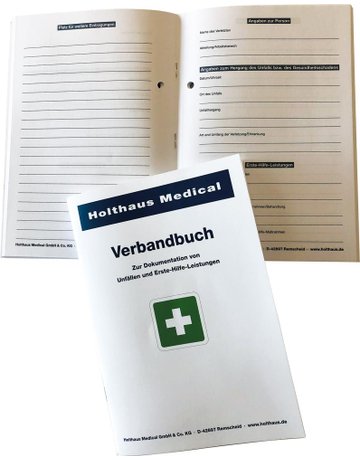 Platz für weitere Eintragungen
Holthaus Medical GmbH & Co. KG
Angaben zur Person
Name des Verletzten
Abteilung/Arbeitsbereich
Angaben zum Hergang des Unfalls bzw. des Gesundheitsschadens
Datum/Uhrzeit
Ort des Unfalls
Unfallhergang
Art und Umfang der Verletzung/Erkrankung
Erste-Hilfe-Leistungen
D-42857 Remscheid · www.holthaus.de
Holthaus Medical
Verbandbuch
Zur Dokumentation von
Unfällen und Erste-Hilfe-Leistungen
Holthaus Medical GmbH & Co. KG · D-42857 Remscheid · www.holthaus.de